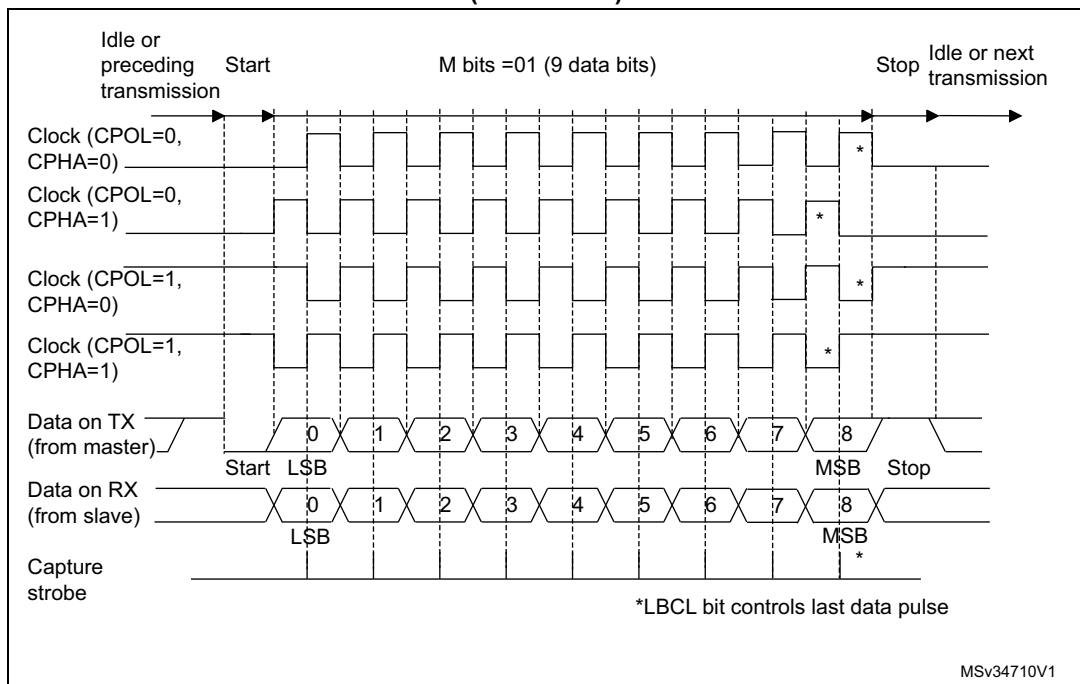 Idle or
preceding
transmission
Start
M bits =01 (9 data bits)
Stop
Idle or next
transmission
Clock (CPOL=0,
CPHA=0)
*
Clock (CPOL=0,
CPHA=1)
*
Clock (CPOL=1,
CPHA=0)
*
Clock (CPOL=1,
CPHA=1)
*
Data on TX
(from master)
0 1 2 3 4 5 6 7 8
Start LSB MSB Stop
Data on RX
(from slave)
0 1 2 3 4 5 6 7 8
LSB MSB
Capture
strobe
*
*LBCL bit controls last data pulse
MSv34710V1